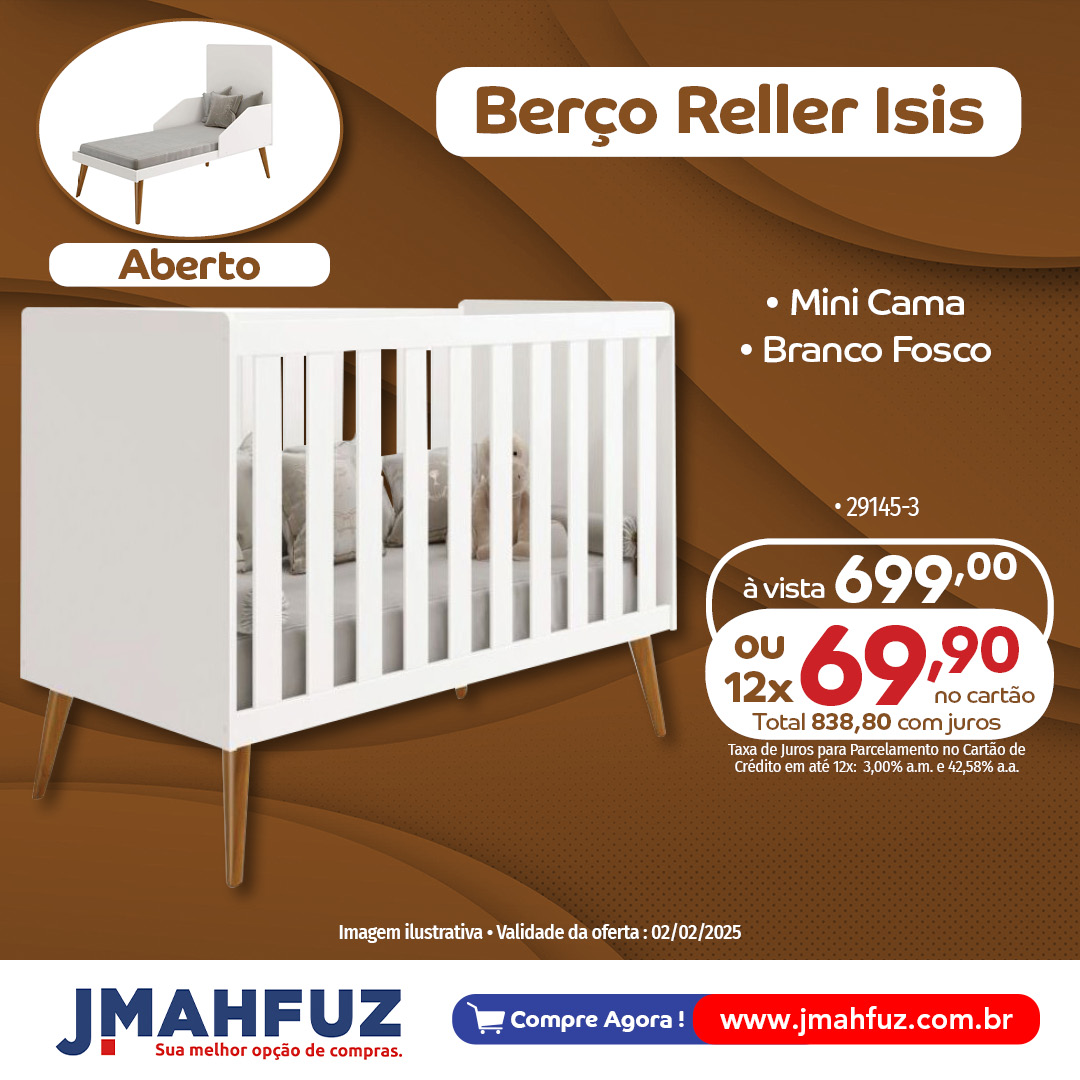 Berço Reller Isis
Aberto
• Mini Cama
• Branco Fosco
• 29145-3
à vista 699,00
ou
12x 69,90
no cartão
Total 838,80 com juros
Taxa de Juros para Parcelamento no Cartão de
Crédito em até 12x: 3,00% a.m. e 42,58% a.a.
Imagem ilustrativa • Validade da oferta : 02/02/2025
JMAHFUZ
Sua melhor opção de compras.
Compre Agora !
www.jmahfuz.com.br